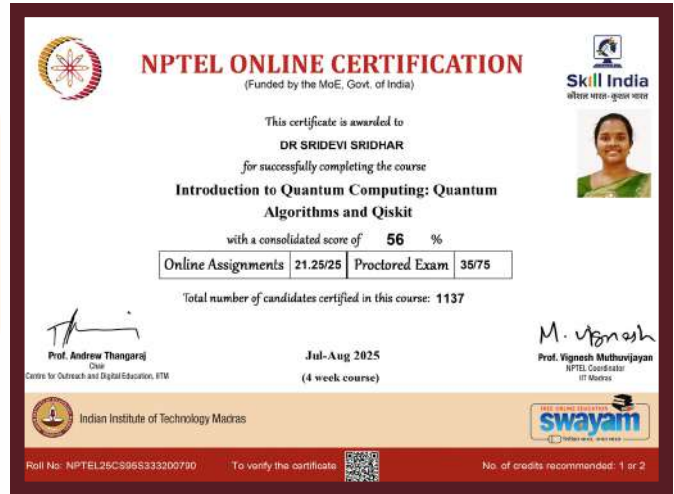 NPTEL ONLINE CERTIFICATION
(Funded by the MoE, Govt. of India)
Skill India
कौशल भारत - कुशल भारत
This certificate is awarded to
DR SRIDEVI SRIDHAR
for successfully completing the course
Introduction to Quantum Computing: Quantum
Algorithms and Qiskit
with a consolidated score of 56 %
Online Assignments 21.25/25 Proctored Exam 35/75
Total number of candidates certified in this course: 1137
M. Vignesh
Prof. Andrew Thangaraj
Chair
Centre for Outreach and Digital Education, IITM
Jul-Aug 2025
(4 week course)
Prof. Vignesh Muthuvijayan
NPTEL Coordinator
IIT Madras
Indian Institute of Technology Madras
FREE ONLINE EDUCATION
swayam
Roll No: NPTEL25CS95S333200790
To verify the certificate
No. of credits recommended: 1 or 2